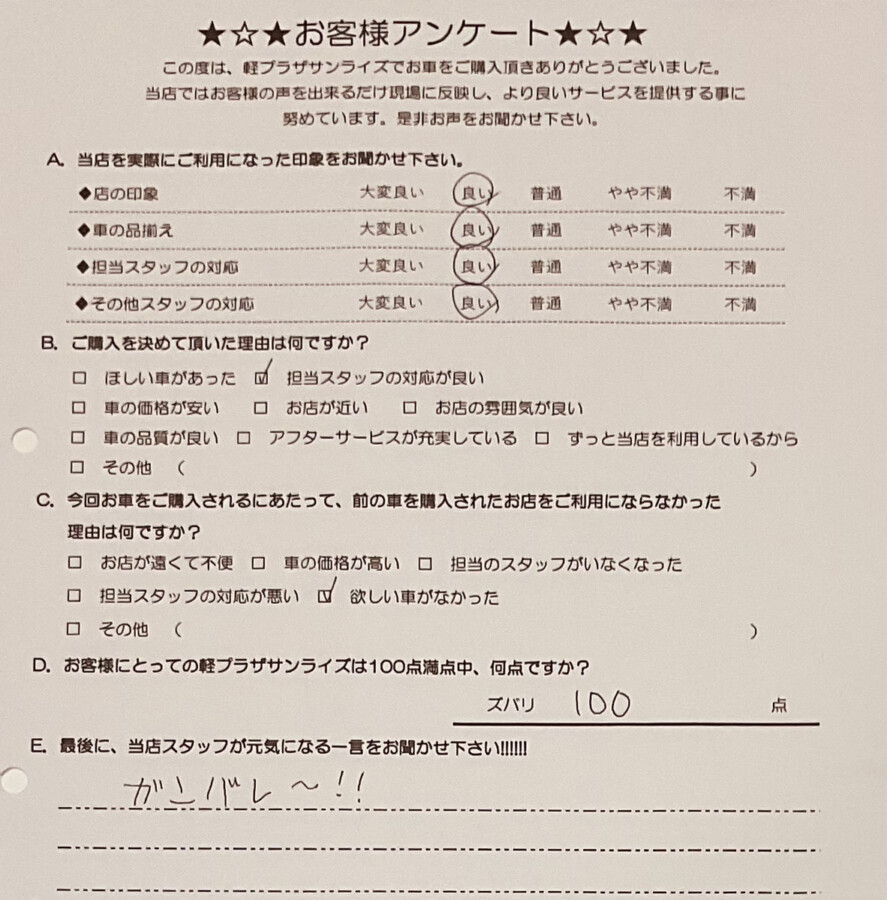 ★☆★お客様アンケート★☆★
この度は、軽プラザサンライズでお車をご購入頂きありがとうございました。
当店ではお客様の声を出来るだけ現場に反映し、より良いサービスを提供する事に
努めています。是非お声をお聞かせ下さい。
A. 当店を実際にご利用になった印象をお聞かせ下さい。
◆店の印象 大変良い 良い 普通 やや不満 不満
◆車の品揃え 大変良い 良い 普通 やや不満 不満
◆担当スタッフの対応 大変良い 良い 普通 やや不満 不満
◆その他スタッフの対応 大変良い 良い 普通 やや不満 不満
B. ご購入を決めて頂いた理由は何ですか？
□ ほしい車があった ☑ 担当スタッフの対応が良い
□ 車の価格が安い □ お店が近い □ お店の雰囲気が良い
□ 車の品質が良い □ アフターサービスが充実している □ ずっと当店を利用しているから
□ その他 （ ）
C. 今回お車をご購入されるにあたって、前の車を購入されたお店をご利用にならなかった
理由は何ですか？
□ お店が遠くて不便 □ 車の価格が高い □ 担当のスタッフがいなくなった
□ 担当スタッフの対応が悪い ☑ 欲しい車がなかった
□ その他 （ ）
D. お客様にとっての軽プラザサンライズは100点満点中、何点ですか？
ズバリ 100 点
E. 最後に、当店スタッフが元気になる一言をお聞かせ下さい!!!!!!
ガンバレ～!!